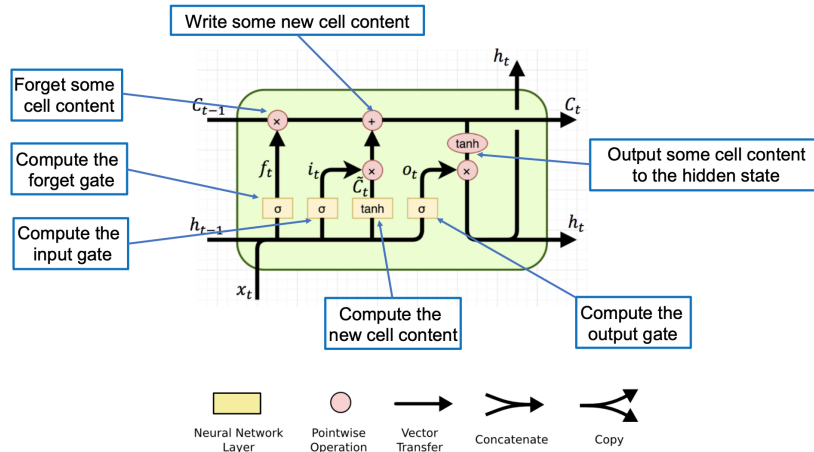 Write some new cell content
h_t
Forget some
cell content
C_{t-1}
C_t
×
+
tanh
Output some cell content
to the hidden state
Compute the
forget gate
f_t
i_t
×
C̃_t
o_t
×
σ
σ
tanh
σ
h_{t-1}
h_t
Compute the
input gate
x_t
Compute the
new cell content
Compute the
output gate
Neural Network
Layer
Pointwise
Operation
Vector
Transfer
Concatenate
Copy